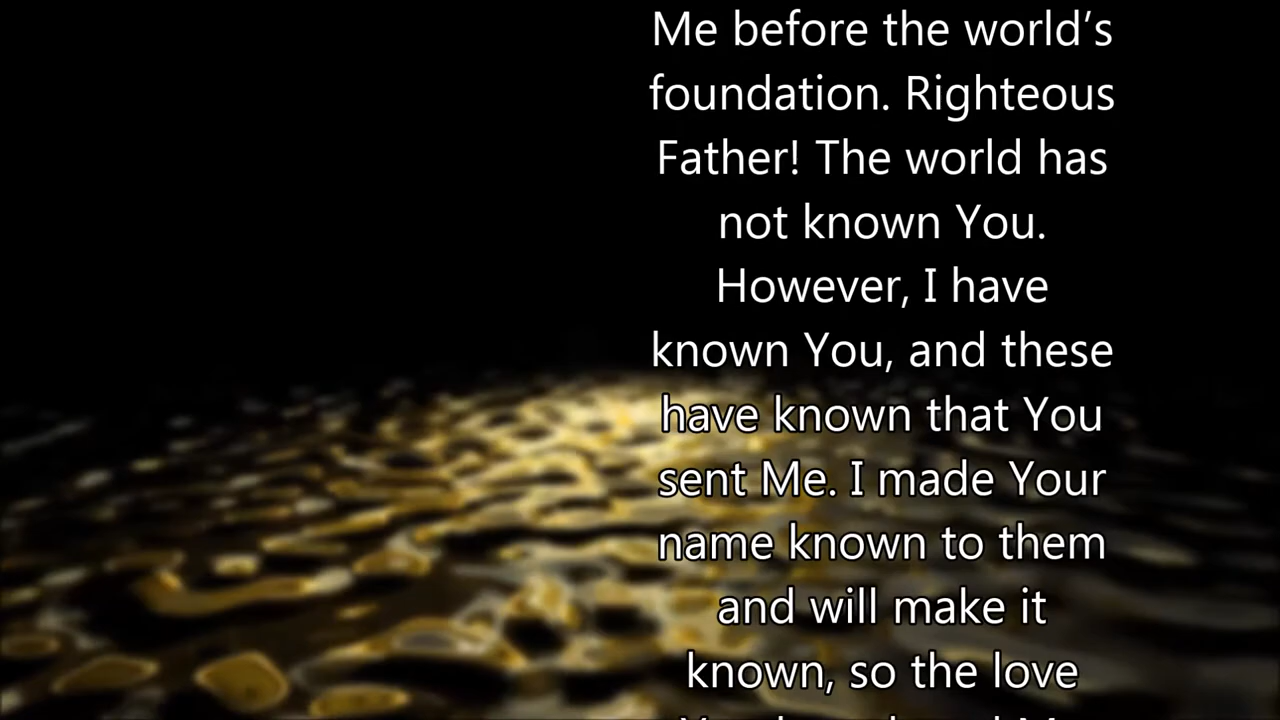 Me before the world’s
foundation. Righteous
Father! The world has
not known You.
However, I have
known You, and these
have known that You
sent Me. I made Your
name known to them
and will make it
known, so the love